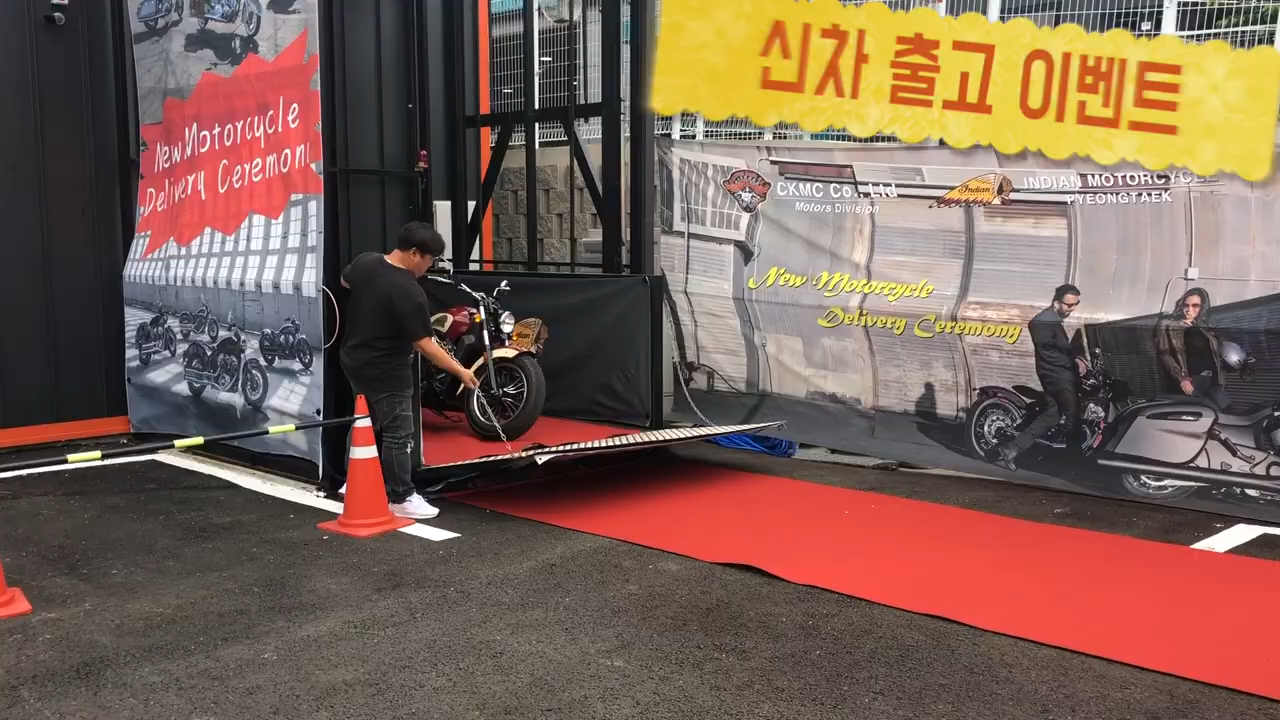 신차 출고 이벤트
New Motorcycle
Delivery Ceremoni
CKMC Co., Ltd
Motors Division
Indian
INDIAN MOTORCYCLE
PYEONGTAEK
New Motorcycle
Delivery Ceremony